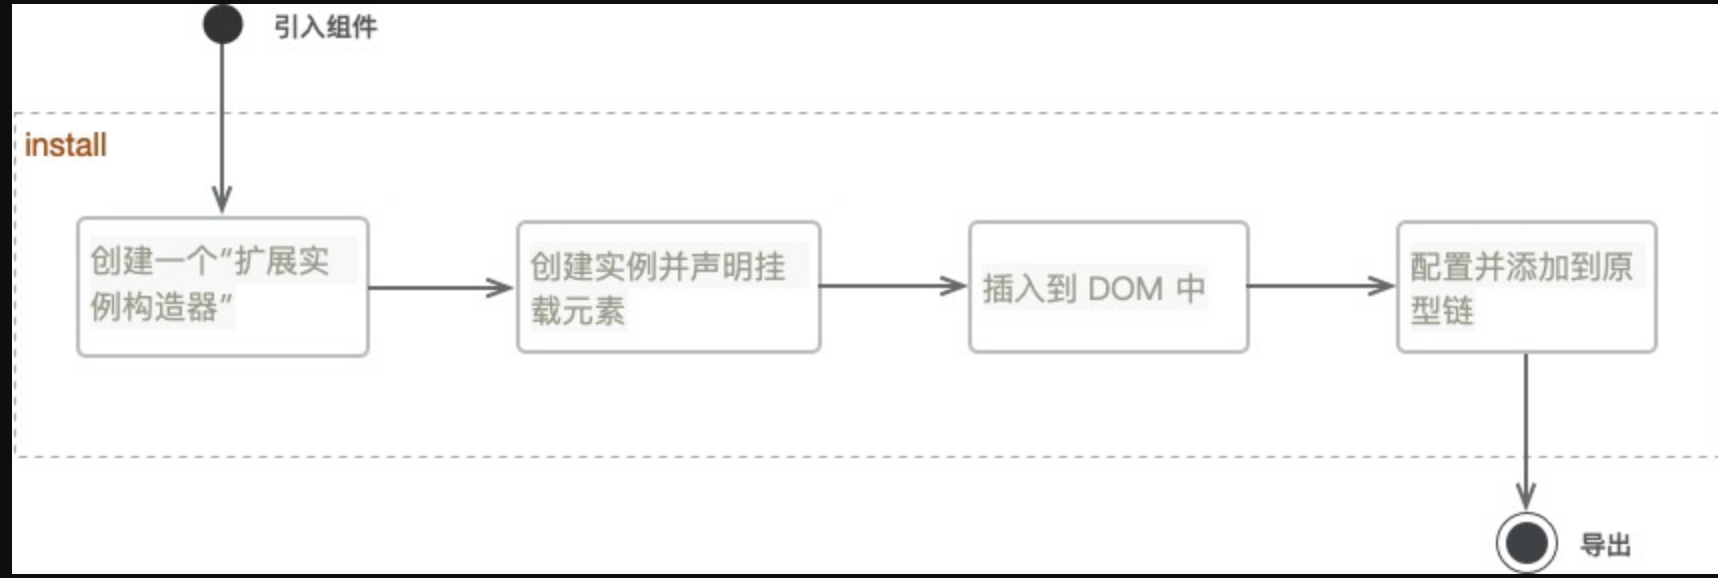 引入组件
install
创建一个“扩展实
例构造器”
创建实例并声明挂
载元素
插入到 DOM 中
配置并添加到原
型链
导出